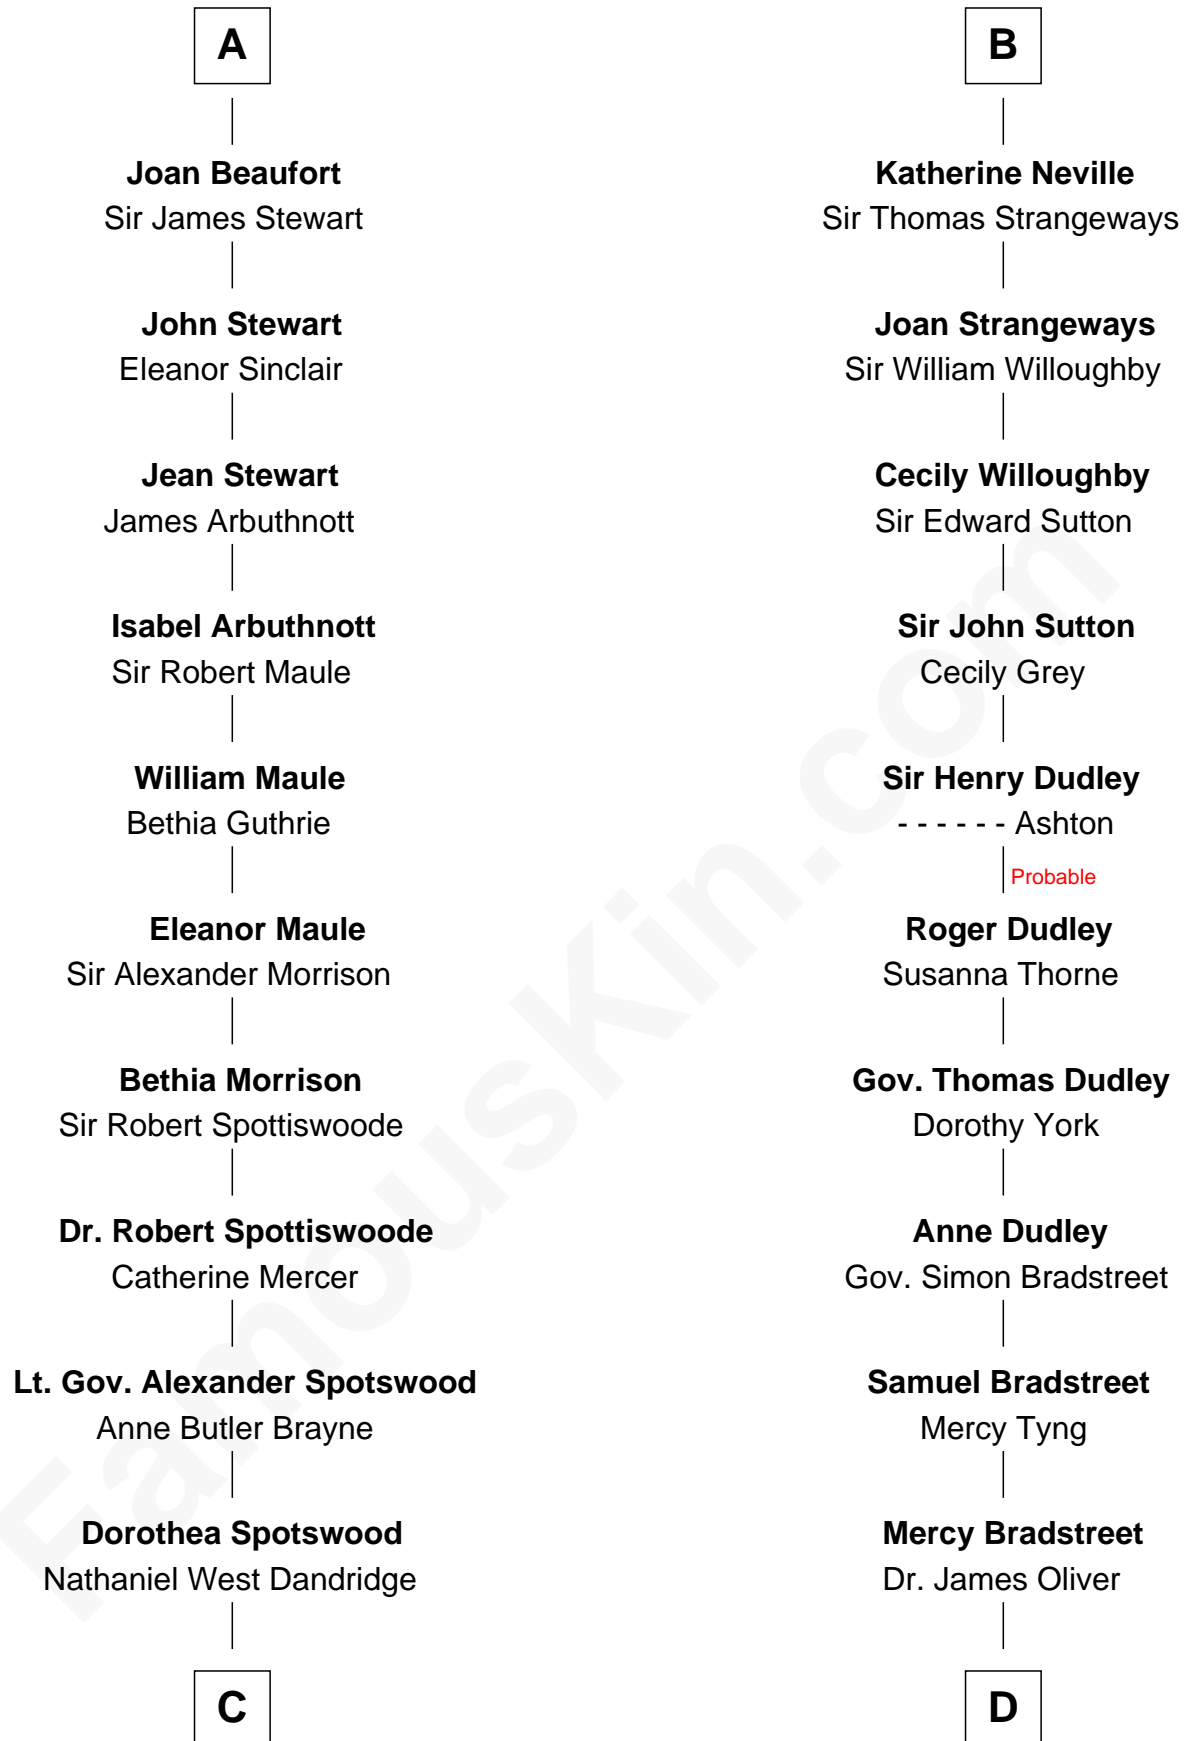 A
Joan Beaufort
Sir James Stewart
John Stewart
Eleanor Sinclair
Jean Stewart
James Arbuthnott
Isabel Arbuthnott
Sir Robert Maule
William Maule
Bethia Guthrie
Eleanor Maule
Sir Alexander Morrison
Bethia Morrison
Sir Robert Spottiswoode
Dr. Robert Spottiswoode
Catherine Mercer
Lt. Gov. Alexander Spotswood
Anne Butler Brayne
Dorothea Spotswood
Nathaniel West Dandridge
C
B
Katherine Neville
Sir Thomas Strangeways
Joan Strangeways
Sir William Willoughby
Cecily Willoughby
Sir Edward Sutton
Sir John Sutton
Cecily Grey
Sir Henry Dudley
- - - - - - Ashton
Probable
Roger Dudley
Susanna Thorne
Gov. Thomas Dudley
Dorothy York
Anne Dudley
Gov. Simon Bradstreet
Samuel Bradstreet
Mercy Tyng
Mercy Bradstreet
Dr. James Oliver
D
FamousKin.com